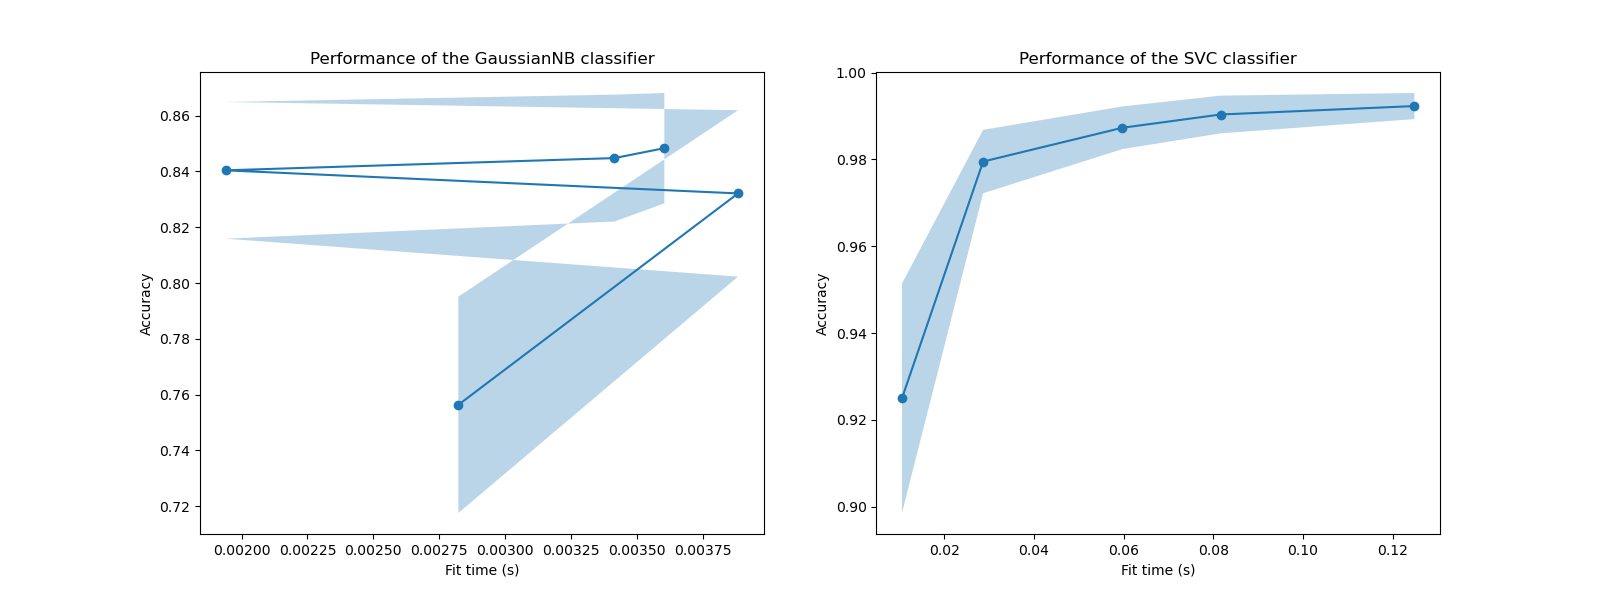 Performance of the GaussianNB classifier
Accuracy
0.86
0.84
0.82
0.80
0.78
0.76
0.74
0.72
0.00200 0.00225 0.00250 0.00275 0.00300 0.00325 0.00350 0.00375
Fit time (s)
Performance of the SVC classifier
Accuracy
1.00
0.98
0.96
0.94
0.92
0.90
0.02 0.04 0.06 0.08 0.10 0.12
Fit time (s)